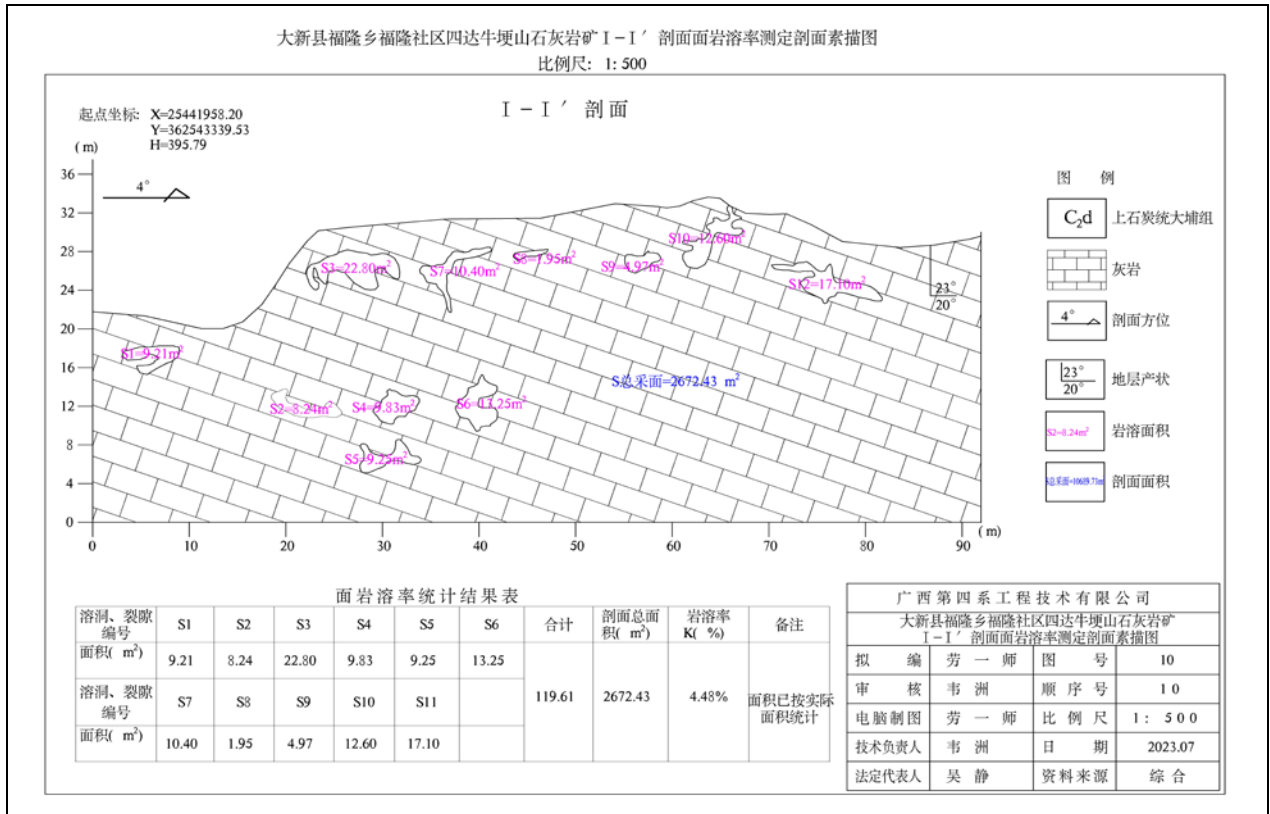 大新县福隆乡福隆社区四达牛埂山石灰岩矿Ⅰ-Ⅰ′ 剖面面岩溶率测定剖面素描图
比例尺: 1:500
Ⅰ-Ⅰ′ 剖面
起点坐标: X=25441958.20
Y=362543339.53
H=395.79
(m)
36
32
28
24
20
16
12
8
4
0
4°
S10=12.60m²
S3=22.80m²
S7=10.40m²
S8=1.95m²
S9=4.97m²
S12=17.10m²
23°
20°
S1=9.21m²
S总采面=2672.43 m²
S2=8.24m²
S4=9.83m²
S6=13.25m²
S5=9.25m²
0 10 20 30 40 50 60 70 80 90 (m)
图 例
C₂d 上石炭统大埔组
灰岩
4° 剖面方位
23° 20° 地层产状
S2=8.24m² 岩溶面积
剖面面积
面岩溶率统计结果表
溶洞、裂隙编号 S1 S2 S3 S4 S5 S6 合计 剖面总面积( m²) 岩溶率K( %) 备注
面积( m²) 9.21 8.24 22.80 9.83 9.25 13.25 119.61 2672.43 4.48% 面积已按实际面积统计
溶洞、裂隙编号 S7 S8 S9 S10 S11
面积( m²) 10.40 1.95 4.97 12.60 17.10
广西第四系工程技术有限公司
大新县福隆乡福隆社区四达牛埂山石灰岩矿
Ⅰ-Ⅰ′ 剖面面岩溶率测定剖面素描图
拟 编 劳一师 图 号 10
审 核 韦洲 顺序号 10
电脑制图 劳一师 比例尺 1: 500
技术负责人 韦洲 日 期 2023.07
法定代表人 吴静 资料来源 综合